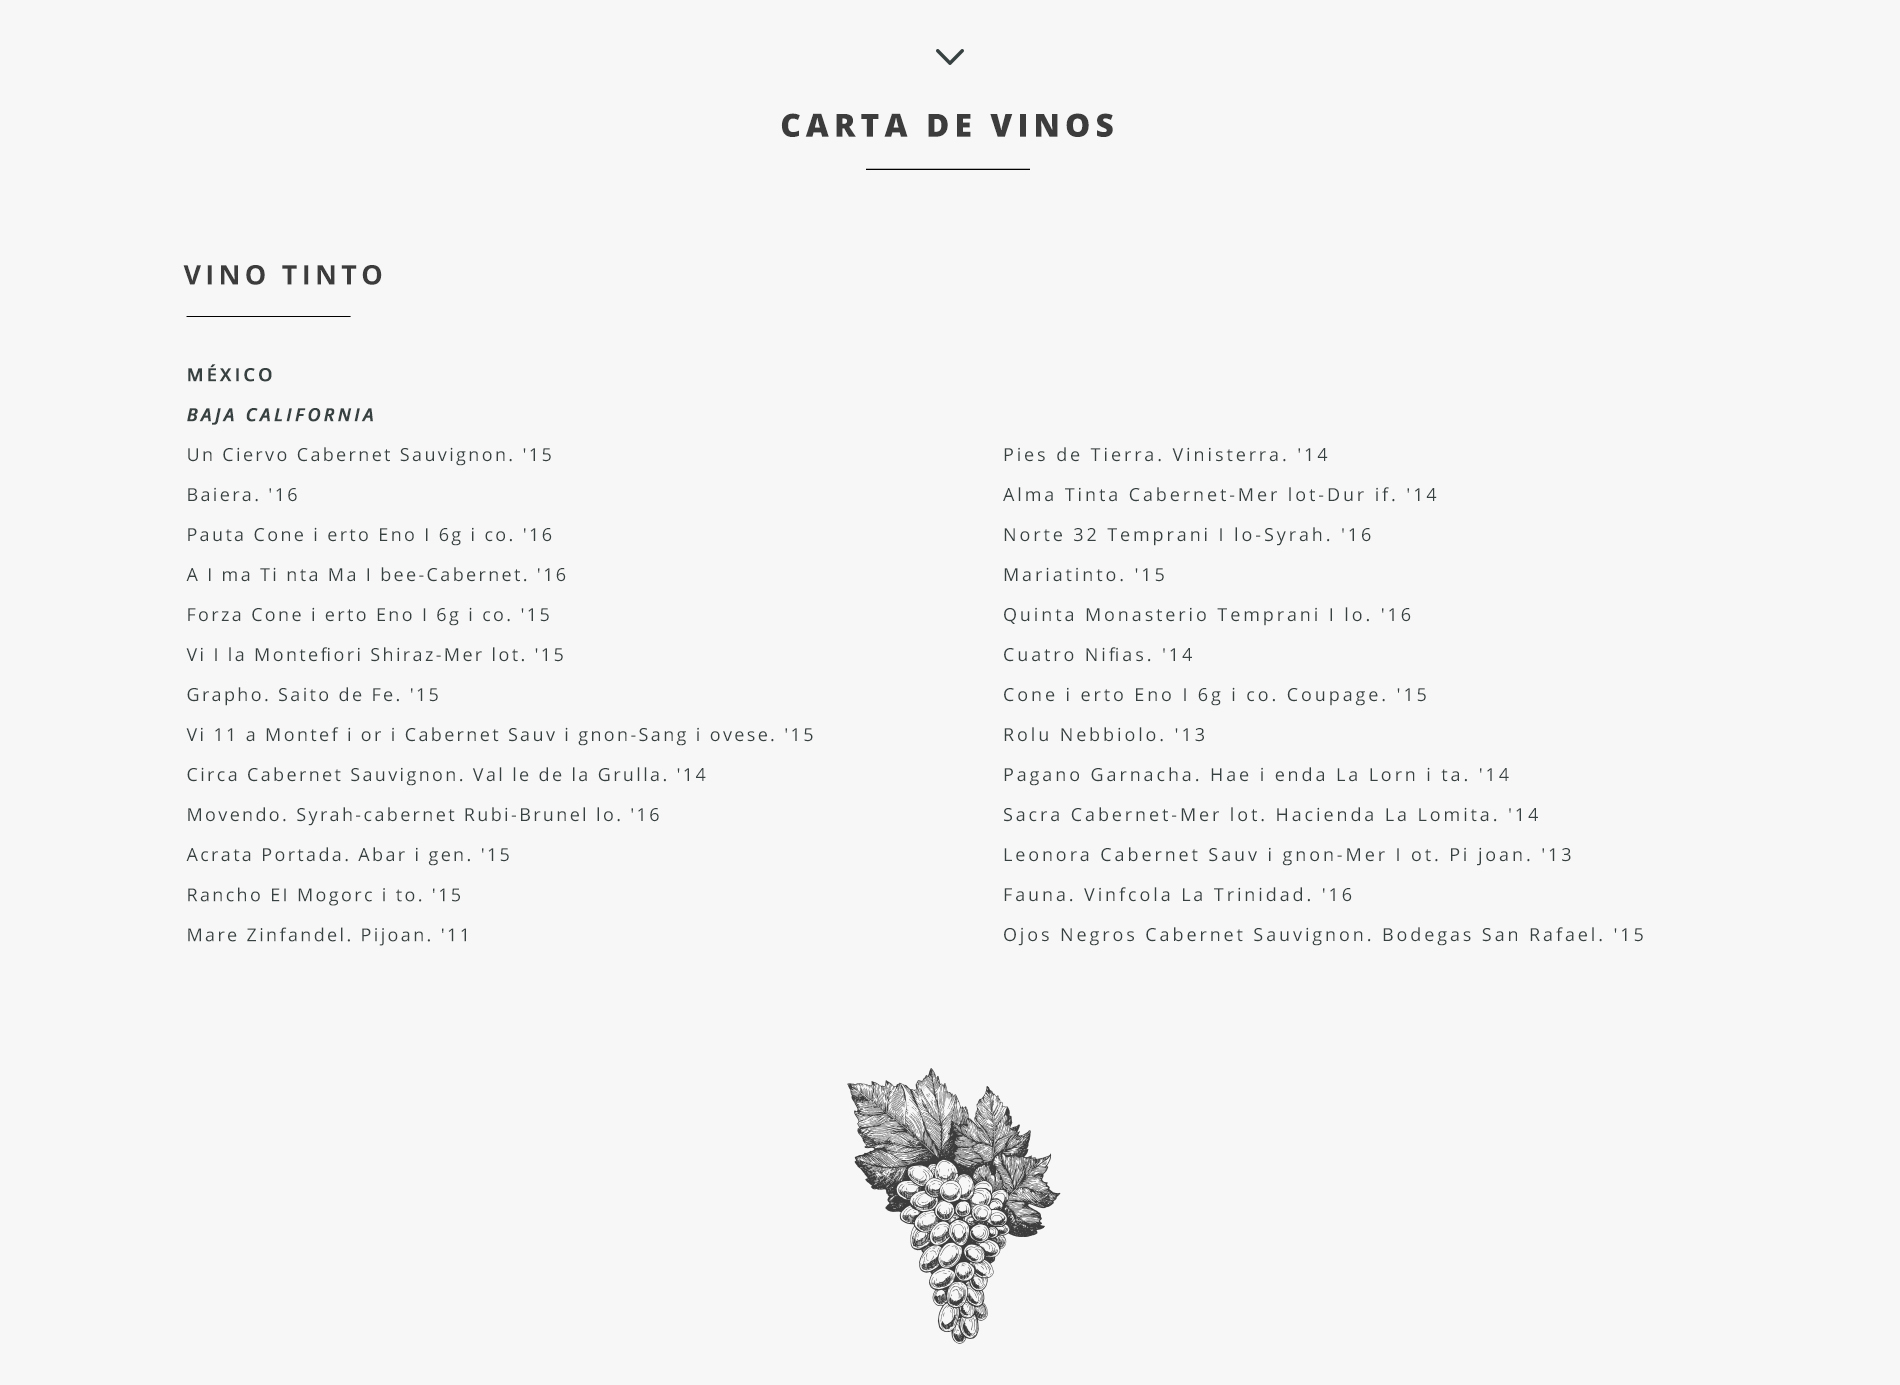 CARTA DE VINOS
VINO TINTO
MÉXICO
BAJA CALIFORNIA
Un Ciervo Cabernet Sauvignon. '15
Baiera. '16
Pauta Cone i erto Eno I 6g i co. '16
A I ma Ti nta Ma I bee-Cabernet. '16
Forza Cone i erto Eno I 6g i co. '15
Vi I la Montefiori Shiraz-Mer lot. '15
Grapho. Saito de Fe. '15
Vi 11 a Montef i or i Cabernet Sauv i gnon-Sang i ovese. '15
Circa Cabernet Sauvignon. Val le de la Grulla. '14
Movendo. Syrah-cabernet Rubi-Brunel lo. '16
Acrata Portada. Abar i gen. '15
Rancho EI Mogorc i to. '15
Mare Zinfandel. Pijoan. '11
Pies de Tierra. Vinisterra. '14
Alma Tinta Cabernet-Mer lot-Dur if. '14
Norte 32 Temprani I lo-Syrah. '16
Mariatinto. '15
Quinta Monasterio Temprani I lo. '16
Cuatro Nifias. '14
Cone i erto Eno I 6g i co. Coupage. '15
Rolu Nebbiolo. '13
Pagano Garnacha. Hae i enda La Lorn i ta. '14
Sacra Cabernet-Mer lot. Hacienda La Lomita. '14
Leonora Cabernet Sauv i gnon-Mer I ot. Pi joan. '13
Fauna. Vinfcola La Trinidad. '16
Ojos Negros Cabernet Sauvignon. Bodegas San Rafael. '15